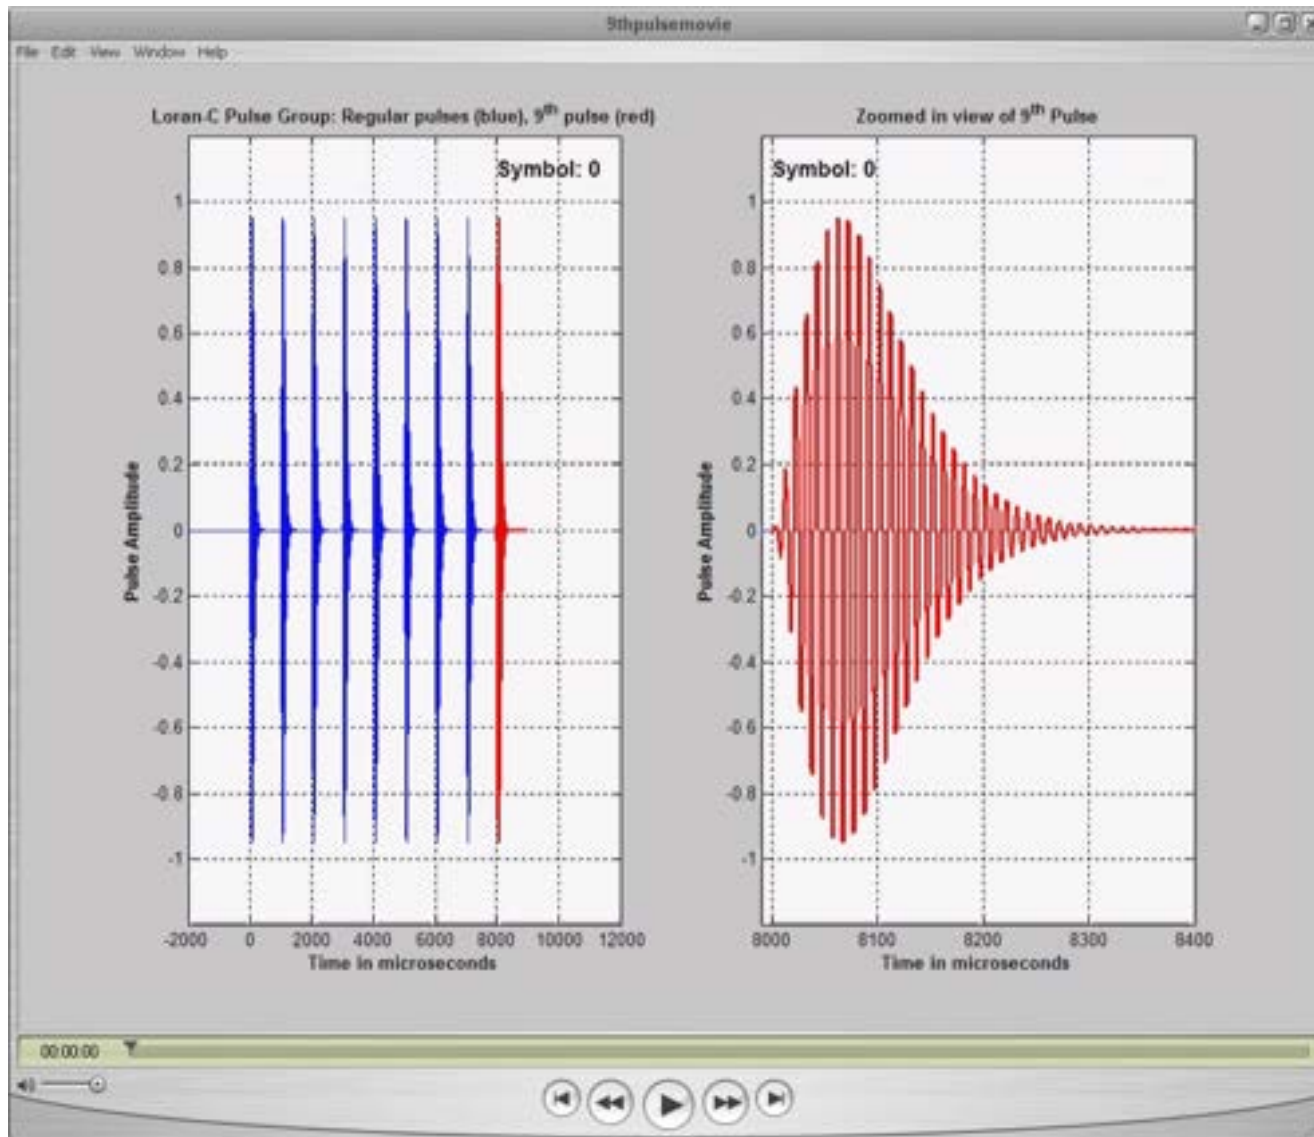 9thpulsemovie
File Edit View Window Help
Loran-C Pulse Group: Regular pulses (blue), 9th pulse (red)
Symbol: 0
1
0.8
0.6
0.4
0.2
0
-0.2
-0.4
-0.6
-0.8
-1
Pulse Amplitude
-2000 0 2000 4000 6000 8000 10000 12000
Time in microseconds
Zoomed in view of 9th Pulse
Symbol: 0
1
0.8
0.6
0.4
0.2
0
-0.2
-0.4
-0.6
-0.8
-1
Pulse Amplitude
8000 8100 8200 8300 8400
Time in microseconds
00:00:00